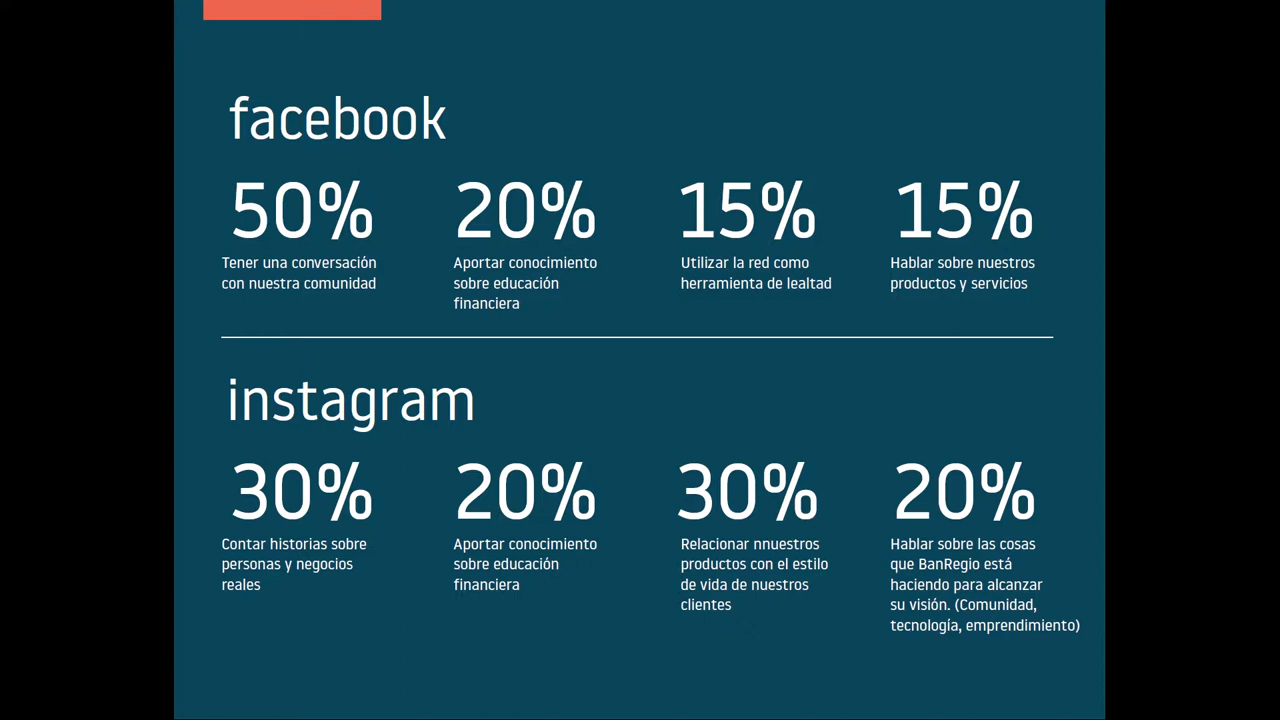 facebook
50%
Tener una conversación
con nuestra comunidad
20%
Aportar conocimiento
sobre educación
financiera
15%
Utilizar la red como
herramienta de lealtad
15%
Hablar sobre nuestros
productos y servicios
instagram
30%
Contar historias sobre
personas y negocios
reales
20%
Aportar conocimiento
sobre educación
financiera
30%
Relacionar nnuestros
productos con el estilo
de vida de nuestros
clientes
20%
Hablar sobre las cosas
que BanRegio está
haciendo para alcanzar
su visión. (Comunidad,
tecnología, emprendimiento)